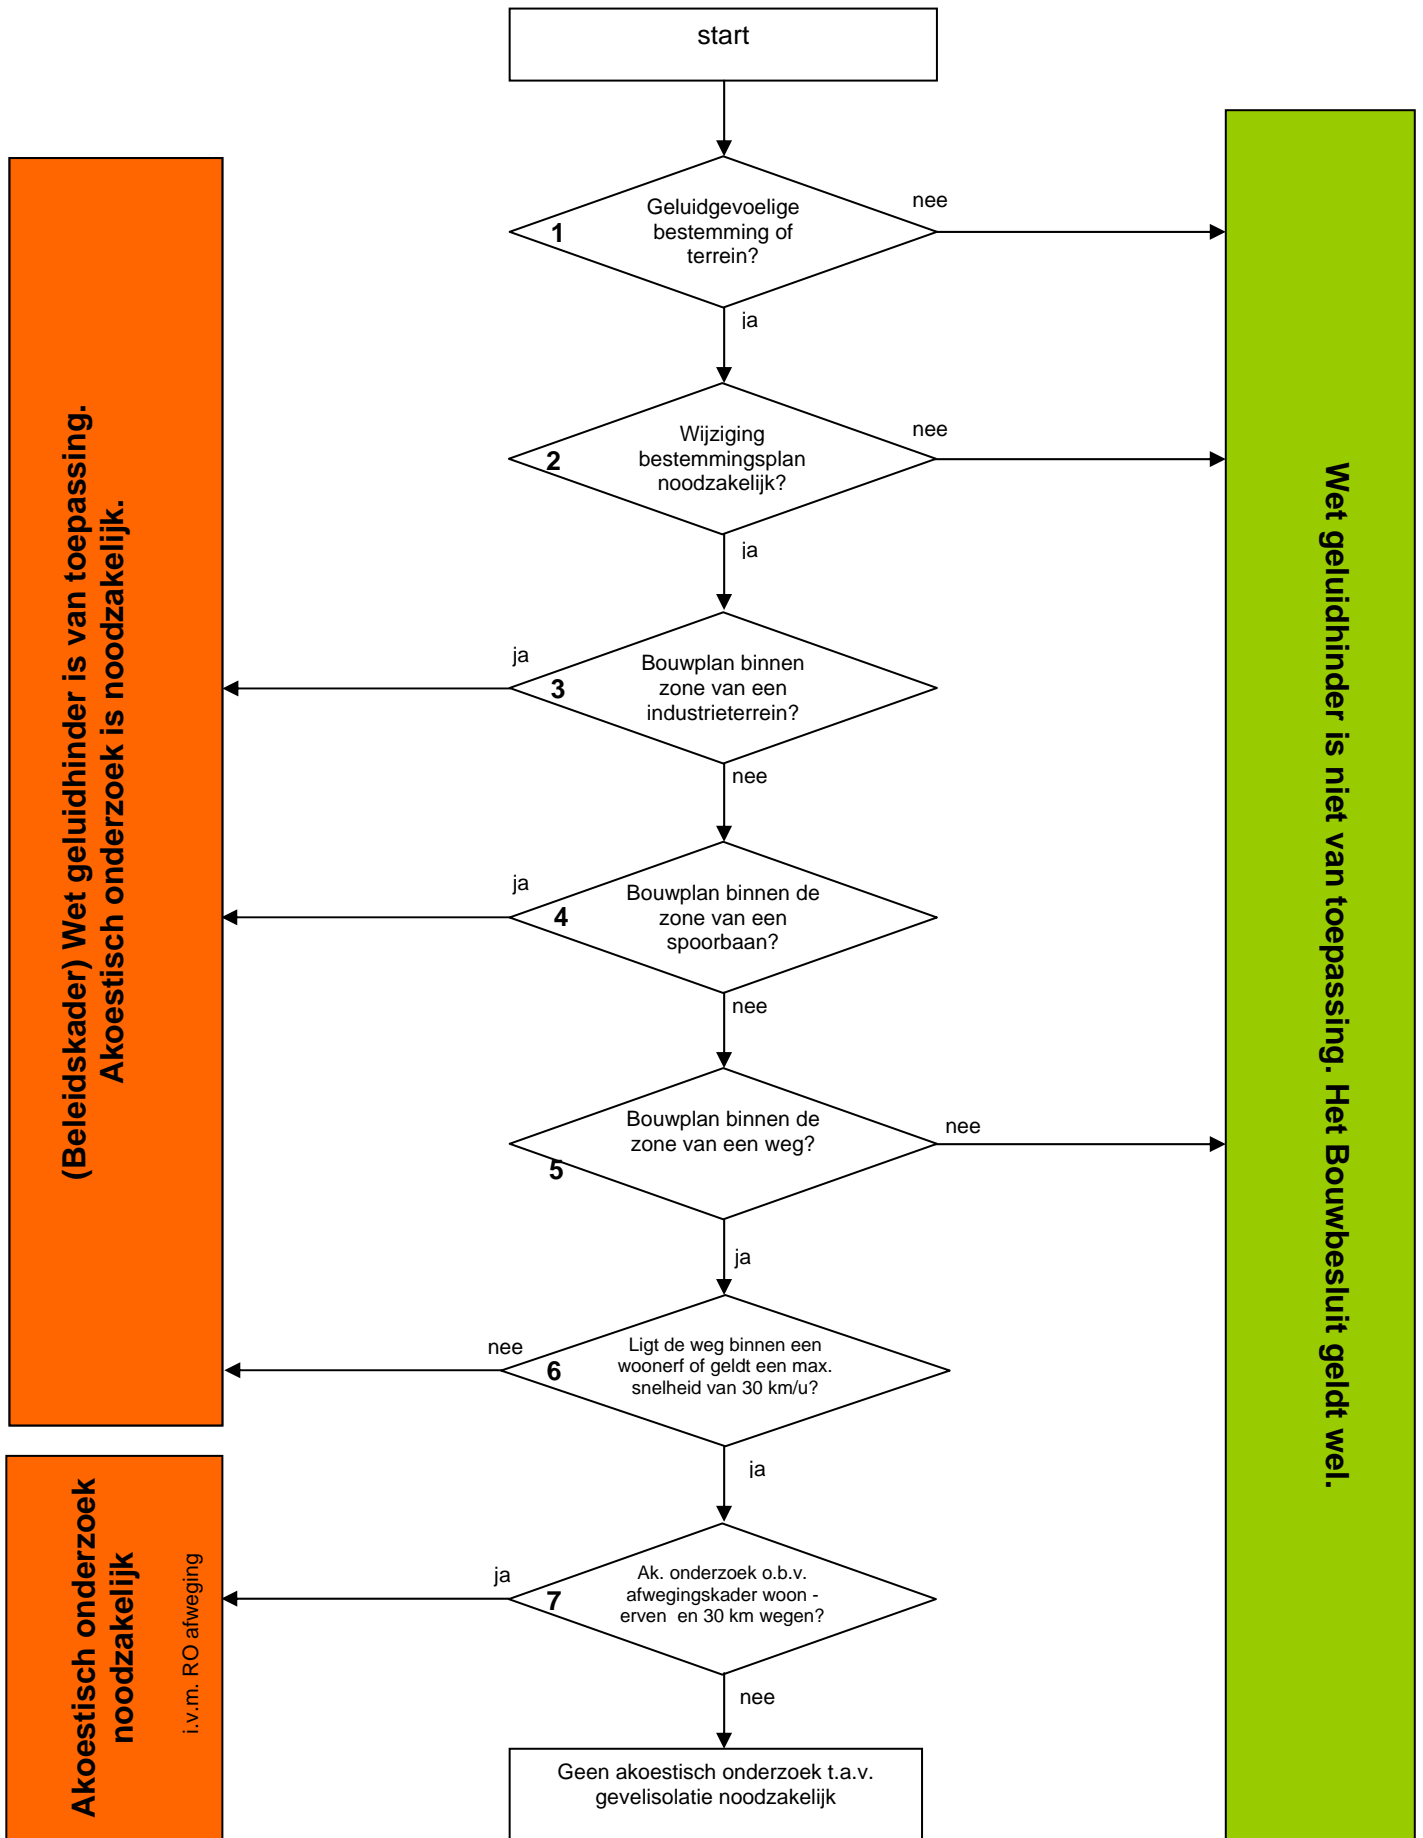 start
Geluidgevoelige
bestemming of
terrein?
1
nee
ja
Wijziging
bestemmingsplan
noodzakelijk?
2
nee
ja
Bouwplan binnen
zone van een
industrieterrein?
3
ja
nee
Bouwplan binnen de
zone van een
spoorbaan?
4
ja
nee
Bouwplan binnen de
zone van een weg?
5
nee
ja
Ligt de weg binnen een
woonerf of geldt een max.
snelheid van 30 km/u?
6
nee
ja
Ak. onderzoek o.b.v.
afwegingskader woon -
erven en 30 km wegen?
7
ja
nee
Geen akoestisch onderzoek t.a.v.
gevelisolatie noodzakelijk
(Beleidskader) Wet geluidhinder is van toepassing.
Akoestisch onderzoek is noodzakelijk.
Akoestisch onderzoek
noodzakelijk
i.v.m. RO afweging
Wet geluidhinder is niet van toepassing. Het Bouwbesluit geldt wel.